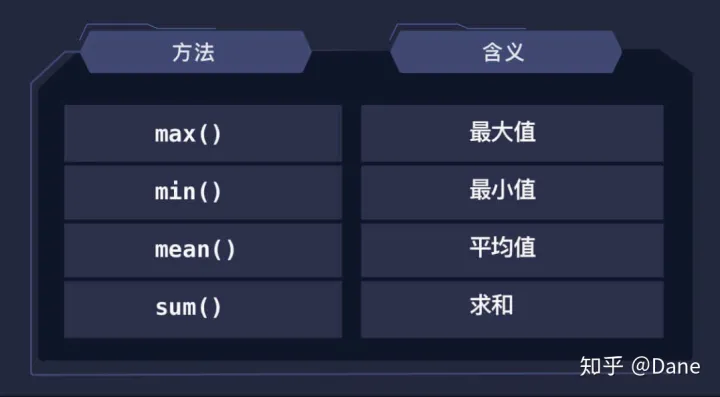 方法 含义
max() 最大值
min() 最小值
mean() 平均值
sum() 求和
知乎 @Dane